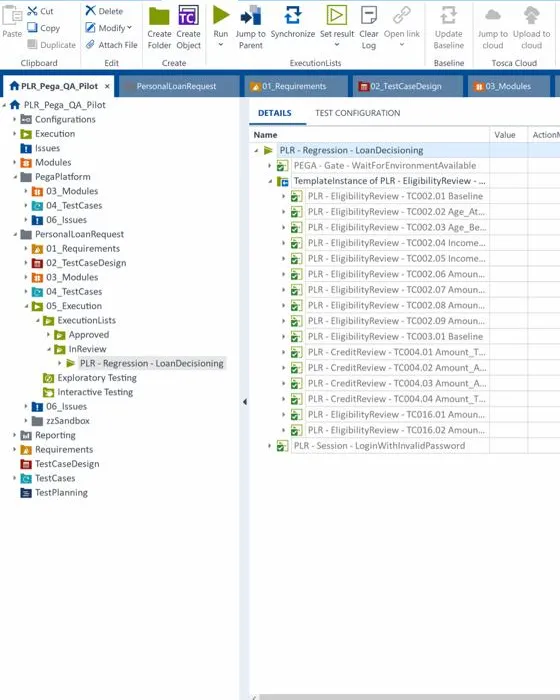 Paste
Cut
Copy
Duplicate
Clipboard
Delete
Modify
Attach File
Edit
Create Folder
Create Object
Create
Run
Jump to Parent
Synchronize
Set result
Clear Log
Open link
ExecutionLists
Update Baseline
Baseline
Jump to cloud
Upload to cloud
Tosca Cloud
PLR_Pega_QA_Pilot ×
PersonalLoanRequest
01_Requirements
02_TestCaseDesign
03_Modules
PLR_Pega_QA_Pilot
Configurations
Execution
Issues
Modules
PegaPlatform
03_Modules
04_TestCases
06_Issues
PersonalLoanRequest
01_Requirements
02_TestCaseDesign
03_Modules
04_TestCases
05_Execution
ExecutionLists
Approved
InReview
PLR - Regression - LoanDecisioning
Exploratory Testing
Interactive Testing
06_Issues
zzSandbox
Reporting
Requirements
TestCaseDesign
TestCases
TestPlanning
DETAILS TEST CONFIGURATION
Name Value ActionM
PLR - Regression - LoanDecisioning
PEGA - Gate - WaitForEnvironmentAvailable
TemplateInstance of PLR - EligibilityReview - ...
PLR - EligibilityReview - TC002.01 Baseline
PLR - EligibilityReview - TC002.02 Age_At...
PLR - EligibilityReview - TC002.03 Age_Be...
PLR - EligibilityReview - TC002.04 Income...
PLR - EligibilityReview - TC002.05 Income...
PLR - EligibilityReview - TC002.06 Amoun...
PLR - EligibilityReview - TC002.07 Amoun...
PLR - EligibilityReview - TC002.08 Amoun...
PLR - EligibilityReview - TC002.09 Amoun...
PLR - EligibilityReview - TC003.01 Baseline
PLR - CreditReview - TC004.01 Amount_T...
PLR - CreditReview - TC004.02 Amount_A...
PLR - CreditReview - TC004.03 Amount_A...
PLR - CreditReview - TC004.04 Amount_T...
PLR - EligibilityReview - TC016.01 Amoun...
PLR - EligibilityReview - TC016.02 Amoun...
PLR - Session - LoginWithInvalidPassword